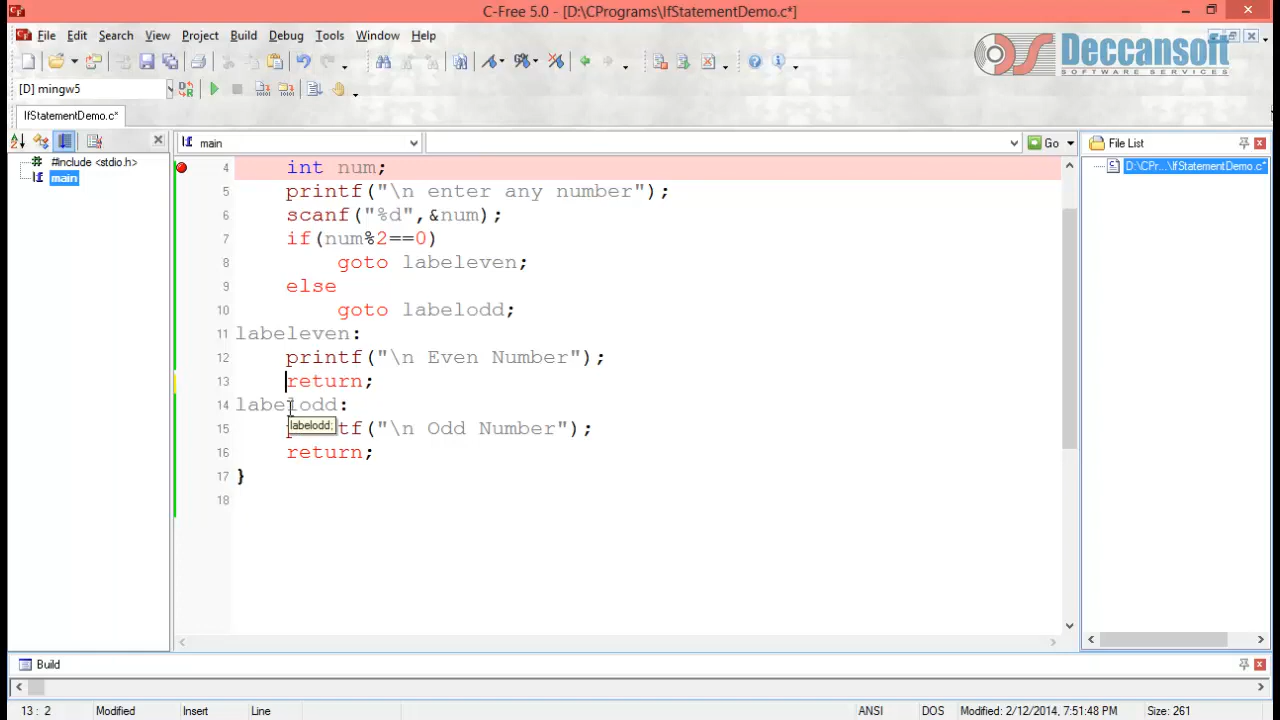 C-Free 5.0 - [D:\CPrograms\IfStatementDemo.c*]
File Edit Search View Project Build Debug Tools Window Help
Deccansoft
SOFTWARE SERVICES
[D] mingw5
IfStatementDemo.c*
main
Go
File List
#include <stdio.h>
main
D:\CPr...\IfStatementDemo.c*
4 int num;
5 printf("\n enter any number");
6 scanf("%d",&num);
7 if(num%2==0)
8 goto labeleven;
9 else
10 goto labelodd;
11 labeleven:
12 printf("\n Even Number");
13 return;
14 labelodd:
labelodd:
15 tf("\n Odd Number");
16 return;
17 }
18
Build
13 : 2 Modified Insert Line ANSI DOS Modified: 2/12/2014, 7:51:48 PM Size: 261